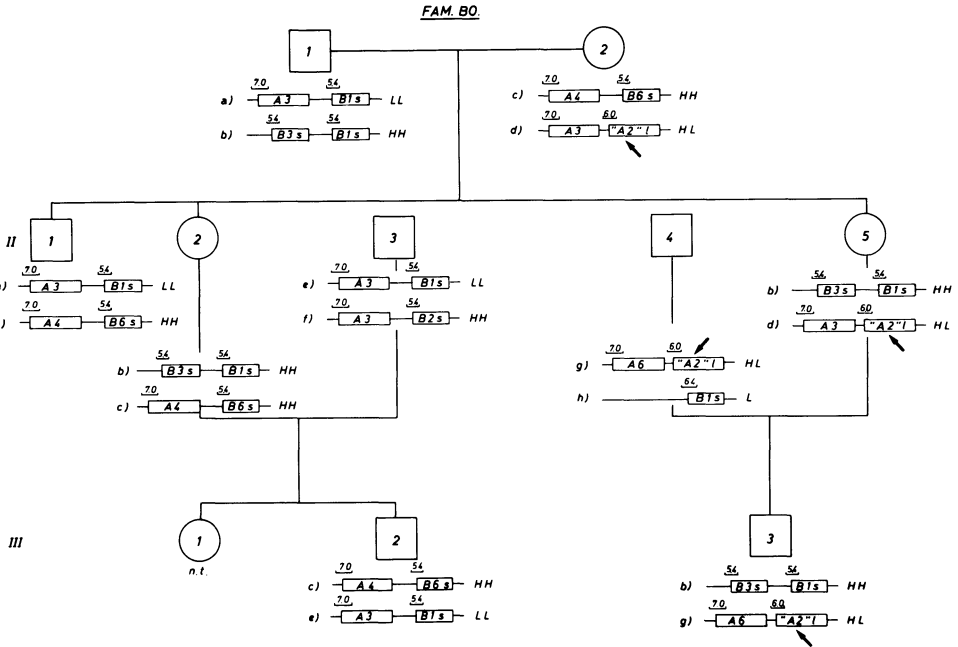 FAM. BO.
1
2
7.0 5.4
a) A3 B1s LL
5.4 5.4
b) B3s B1s HH
7.0 5.4
c) A4 B6s HH
7.0 6.0
d) A3 "A2"l HL
II
1
2
3
4
5
7.0 5.4
) A3 B1s LL
7.0 5.4
) A4 B6s HH
5.4 5.4
b) B3s B1s HH
7.0 5.4
c) A4 B6s HH
7.0 5.4
e) A3 B1s LL
7.0 5.4
f) A3 B2s HH
7.0 6.0
g) A6 "A2"l HL
6.4
h) B1s L
5.4 5.4
b) B3s B1s HH
7.0 6.0
d) A3 "A2"l HL
III
1
n.t.
2
3
7.0 5.4
c) A4 B6s HH
7.0 5.4
e) A3 B1s LL
5.4 5.4
b) B3s B1s HH
7.0 6.0
g) A6 "A2"l HL